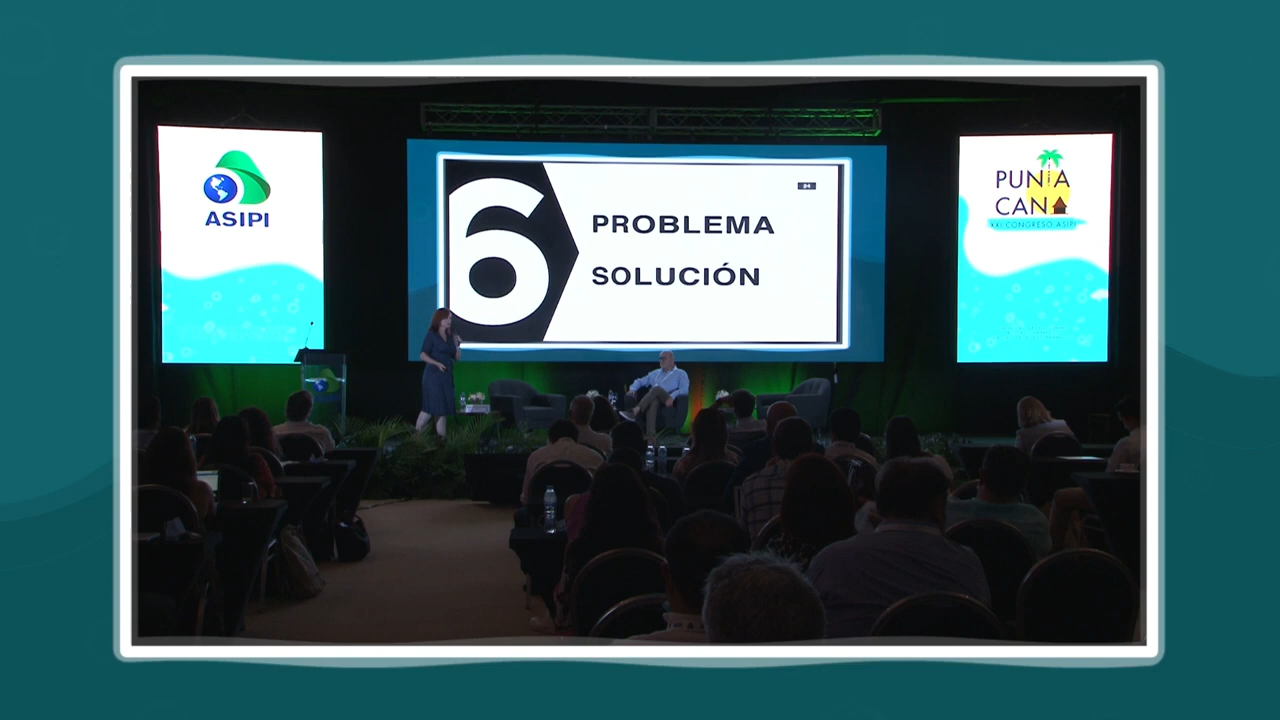 ASIPI
6
24
PROBLEMA
SOLUCIÓN
PUNTA
CANA
XXI CONGRESO ASIPI